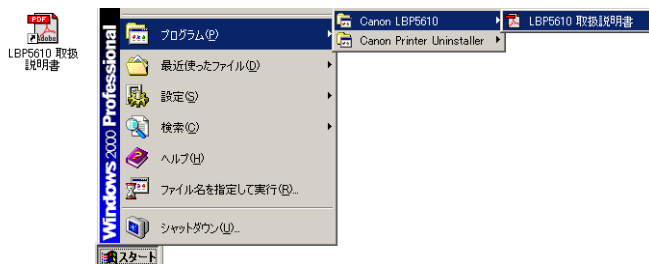 PDF
Adobe
LBP5610 取扱
説明書
Windows 2000 Professional
プログラム(P)
最近使ったファイル(D)
設定(S)
検索(C)
ヘルプ(H)
ファイル名を指定して実行(R)...
シャットダウン(U)...
スタート
Canon LBP5610
Canon Printer Uninstaller
LBP5610 取扱説明書